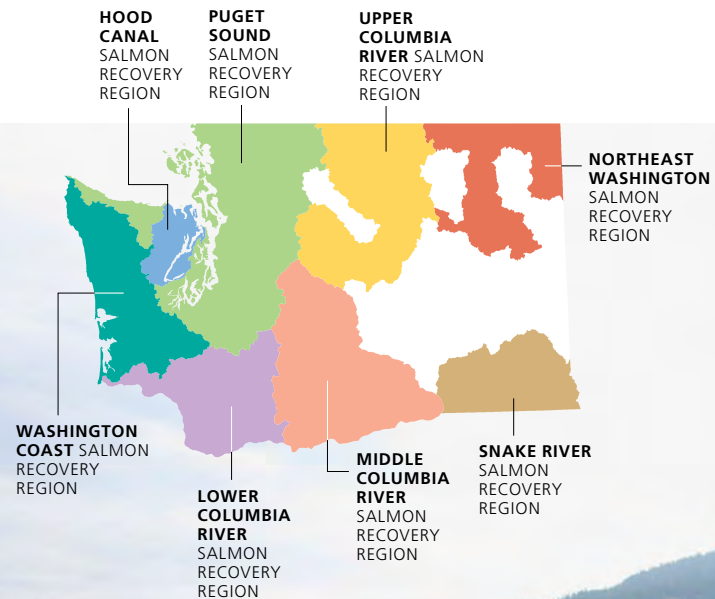 HOOD
CANAL
SALMON
RECOVERY
REGION
PUGET
SOUND
SALMON
RECOVERY
REGION
UPPER
COLUMBIA
RIVER SALMON
RECOVERY
REGION
NORTHEAST
WASHINGTON
SALMON
RECOVERY
REGION
WASHINGTON
COAST SALMON
RECOVERY
REGION
LOWER
COLUMBIA
RIVER
SALMON
RECOVERY
REGION
MIDDLE
COLUMBIA
RIVER
SALMON
RECOVERY
REGION
SNAKE RIVER
SALMON
RECOVERY
REGION